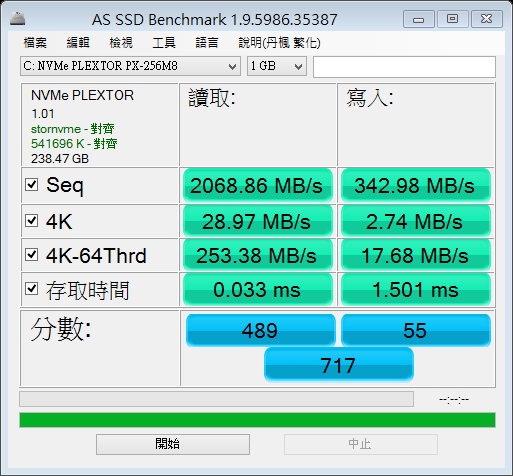 AS SSD Benchmark 1.9.5986.35387
檔案 編輯 檢視 工具 語言 說明(丹楓 繁化)
C: NVMe PLEXTOR PX-256M8 1 GB
NVMe PLEXTOR
1.01
stornvme - 對齊
541696 K - 對齊
238.47 GB
讀取: 寫入:
Seq 2068.86 MB/s 342.98 MB/s
4K 28.97 MB/s 2.74 MB/s
4K-64Thrd 253.38 MB/s 17.68 MB/s
存取時間 0.033 ms 1.501 ms
分數: 489 55
717
--:--:--
開始 中止